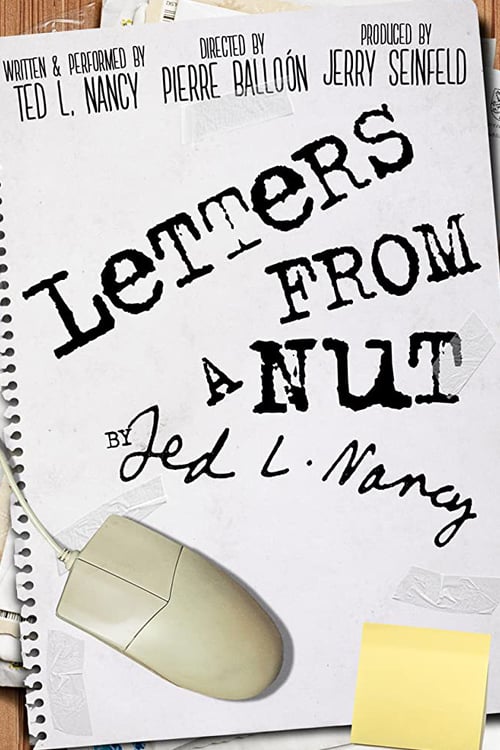 WRITTEN & PERFORMED BY
TED L. NANCY
DIRECTED BY
PIERRE BALLOÓN
PRODUCED BY
JERRY SEINFELD
LeTTeRS
FROM
A NUT
BY Ted L. Nancy